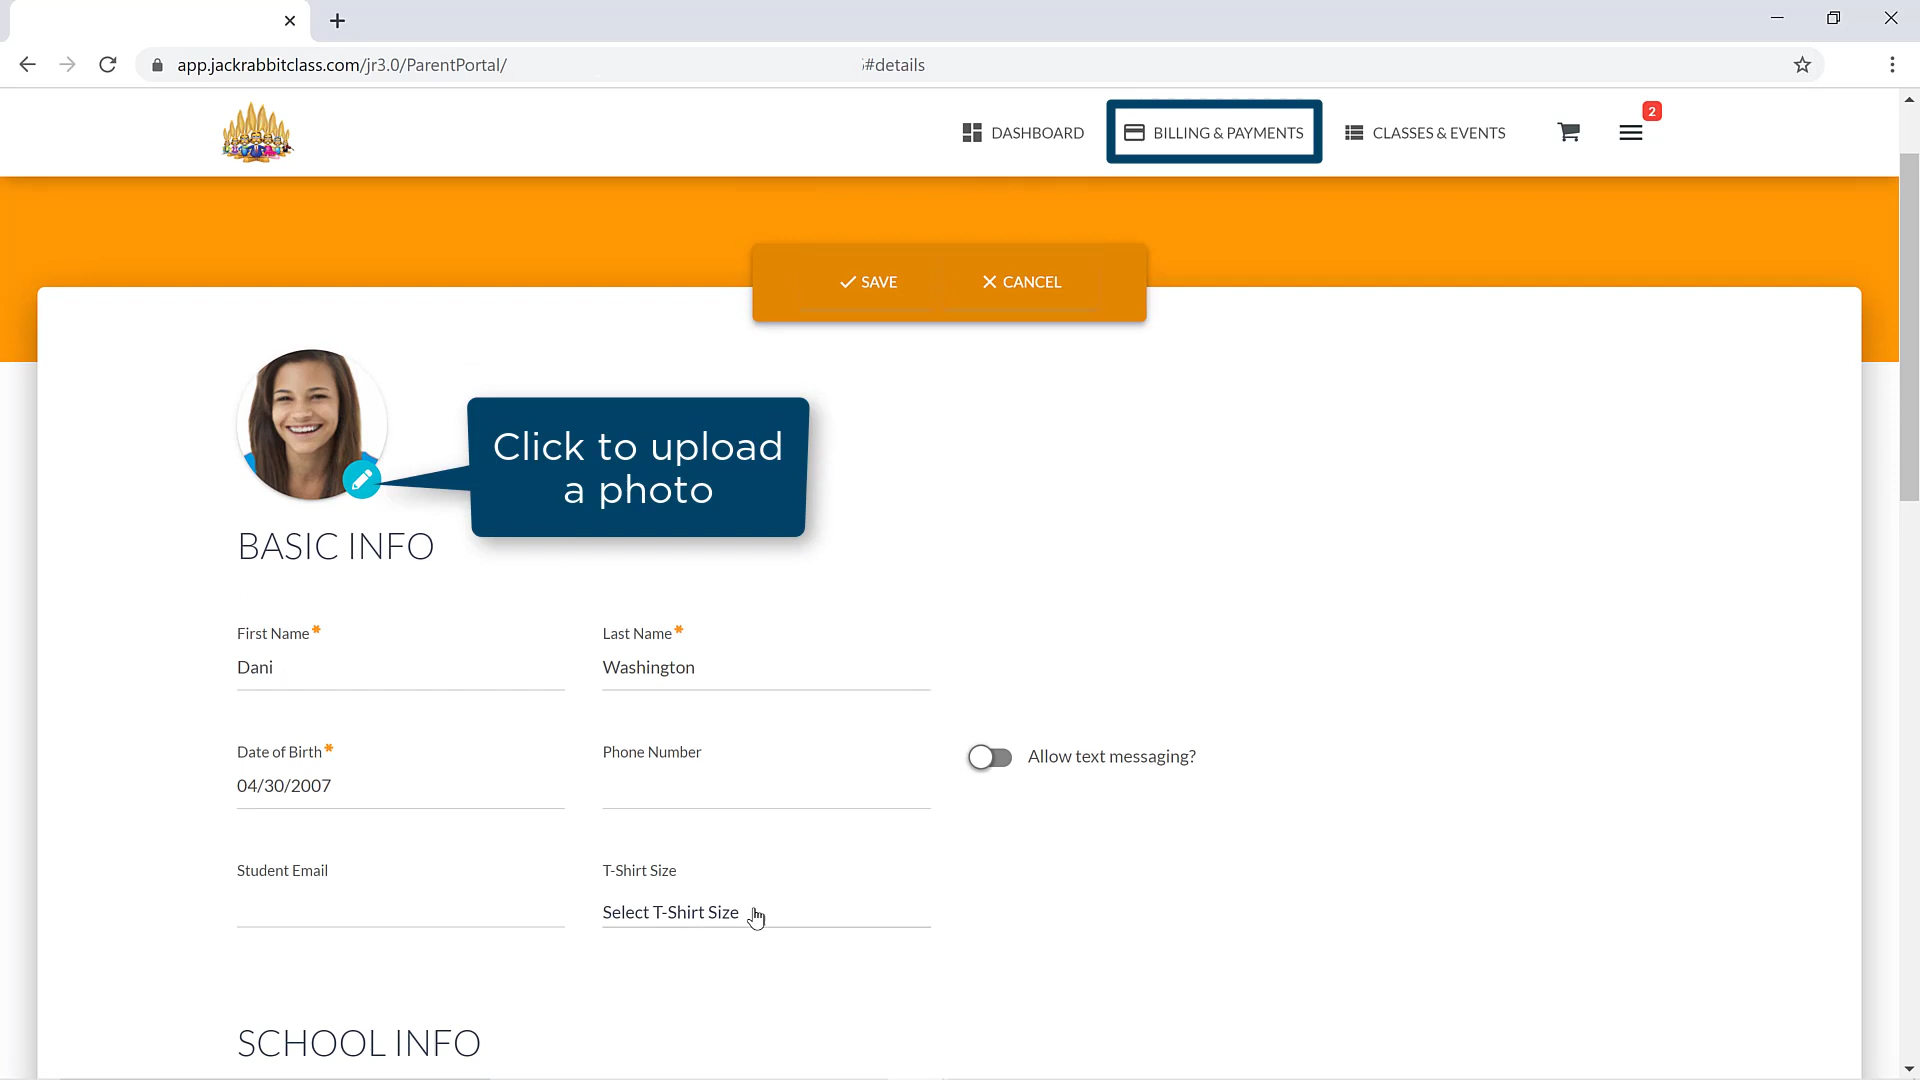 app.jackrabbitclass.com/jr3.0/ParentPortal/ #details
DASHBOARD
BILLING & PAYMENTS
CLASSES & EVENTS
2
SAVE
CANCEL
Click to upload
a photo
BASIC INFO
First Name*
Last Name*
Dani
Washington
Date of Birth*
Phone Number
Allow text messaging?
04/30/2007
Student Email
T-Shirt Size
Select T-Shirt Size
SCHOOL INFO